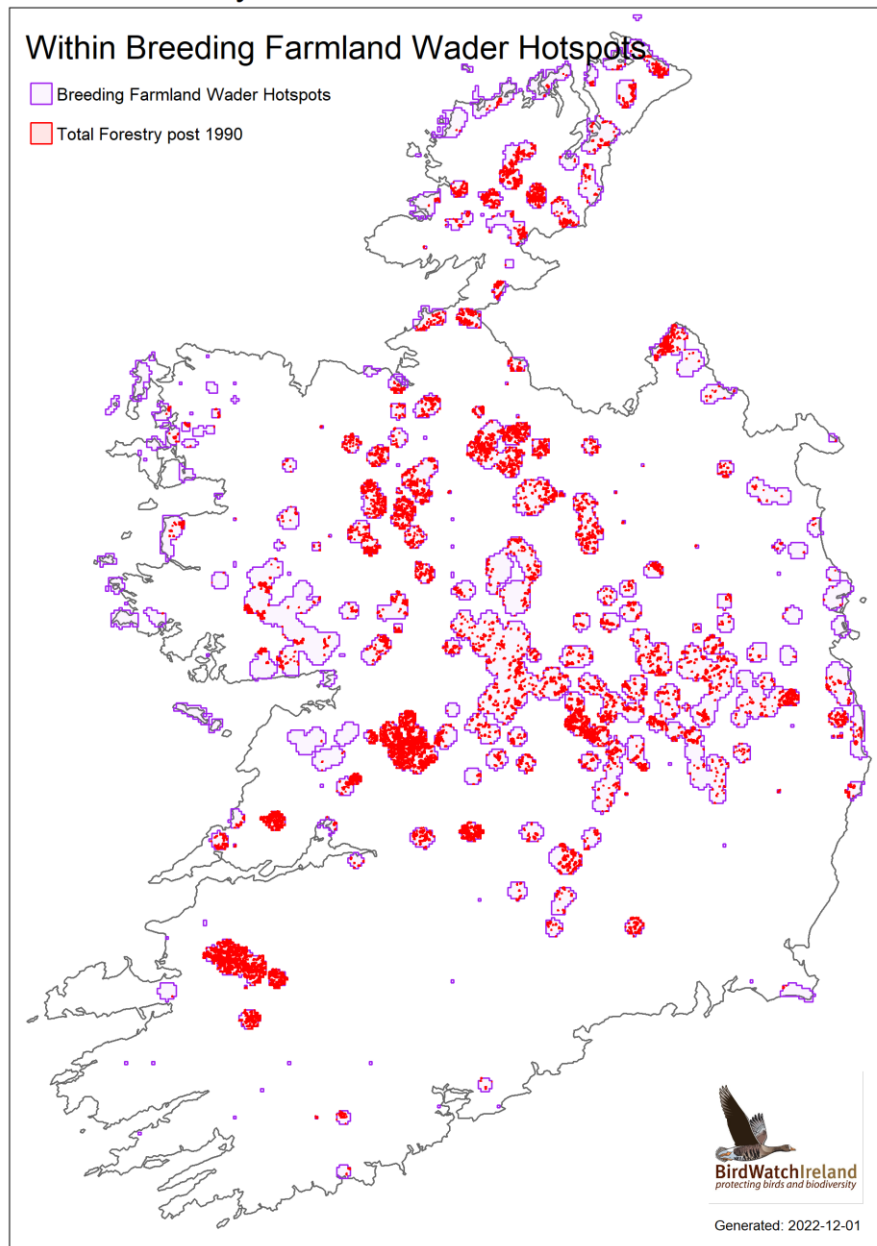 Within Breeding Farmland Wader Hotspots
Breeding Farmland Wader Hotspots
Total Forestry post 1990
BirdWatchIreland
protecting birds and biodiversity
Generated: 2022-12-01